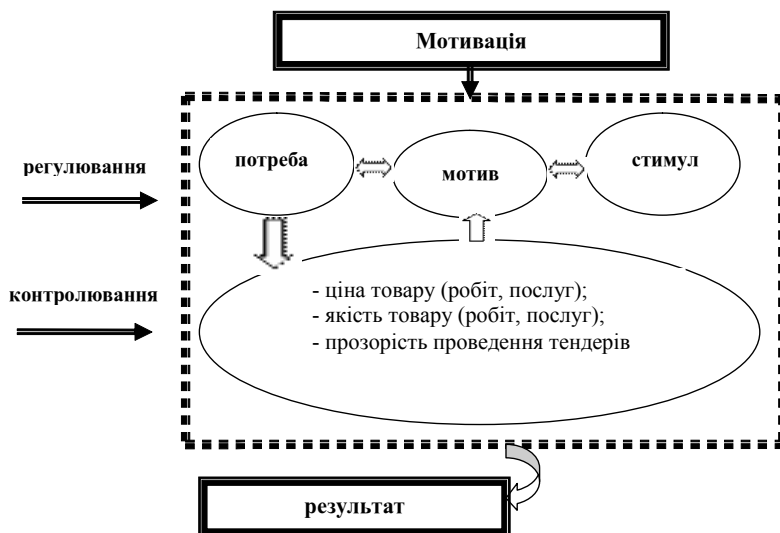 Мотивація
потреба
мотив
стимул
регулювання
контролювання
- ціна товару (робіт, послуг);
- якість товару (робіт, послуг);
- прозорість проведення тендерів
результат